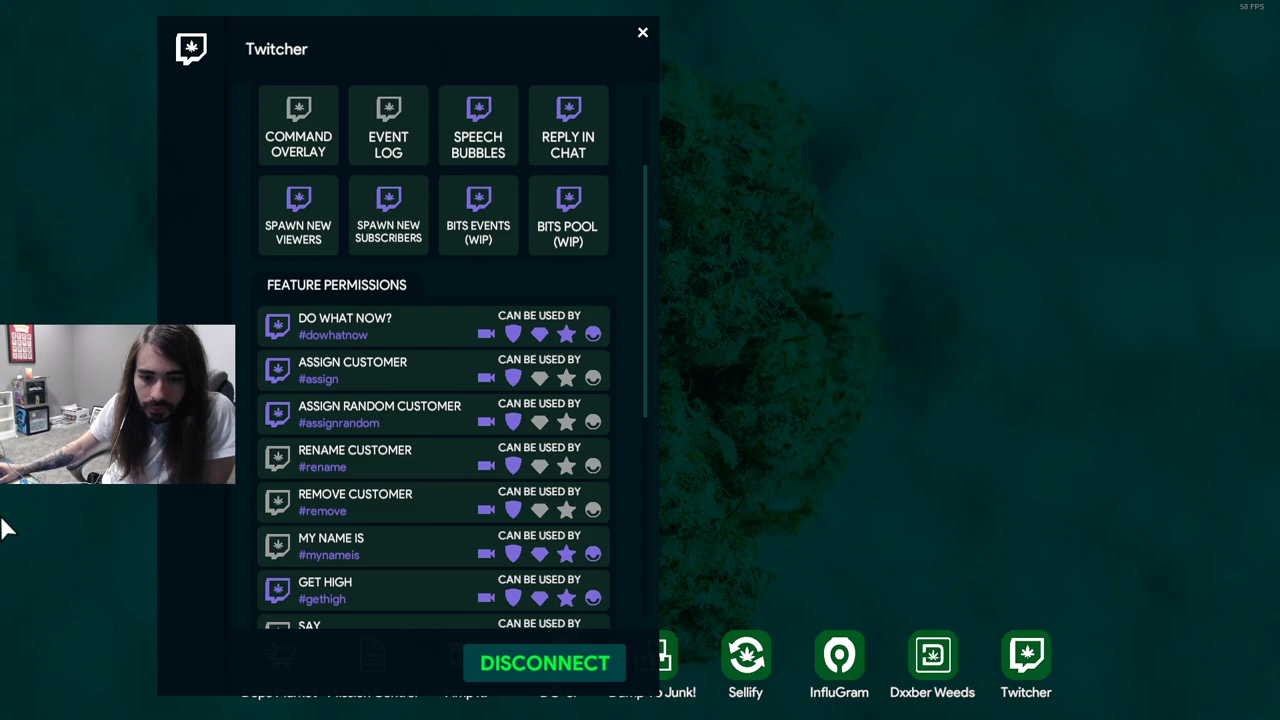 58 FPS
Twitcher
COMMAND
OVERLAY
EVENT
LOG
SPEECH
BUBBLES
REPLY IN
CHAT
SPAWN NEW
VIEWERS
SPAWN NEW
SUBSCRIBERS
BITS EVENTS
(WIP)
BITS POOL
(WIP)
FEATURE PERMISSIONS
DO WHAT NOW?
#dowhatnow
CAN BE USED BY
ASSIGN CUSTOMER
#assign
CAN BE USED BY
ASSIGN RANDOM CUSTOMER
#assignrandom
CAN BE USED BY
RENAME CUSTOMER
#rename
CAN BE USED BY
REMOVE CUSTOMER
#remove
CAN BE USED BY
MY NAME IS
#mynameis
CAN BE USED BY
GET HIGH
#gethigh
CAN BE USED BY
SAY
CAN BE USED BY
DISCONNECT
Junk!
Sellify
InfluGram
Dxxber Weeds
Twitcher